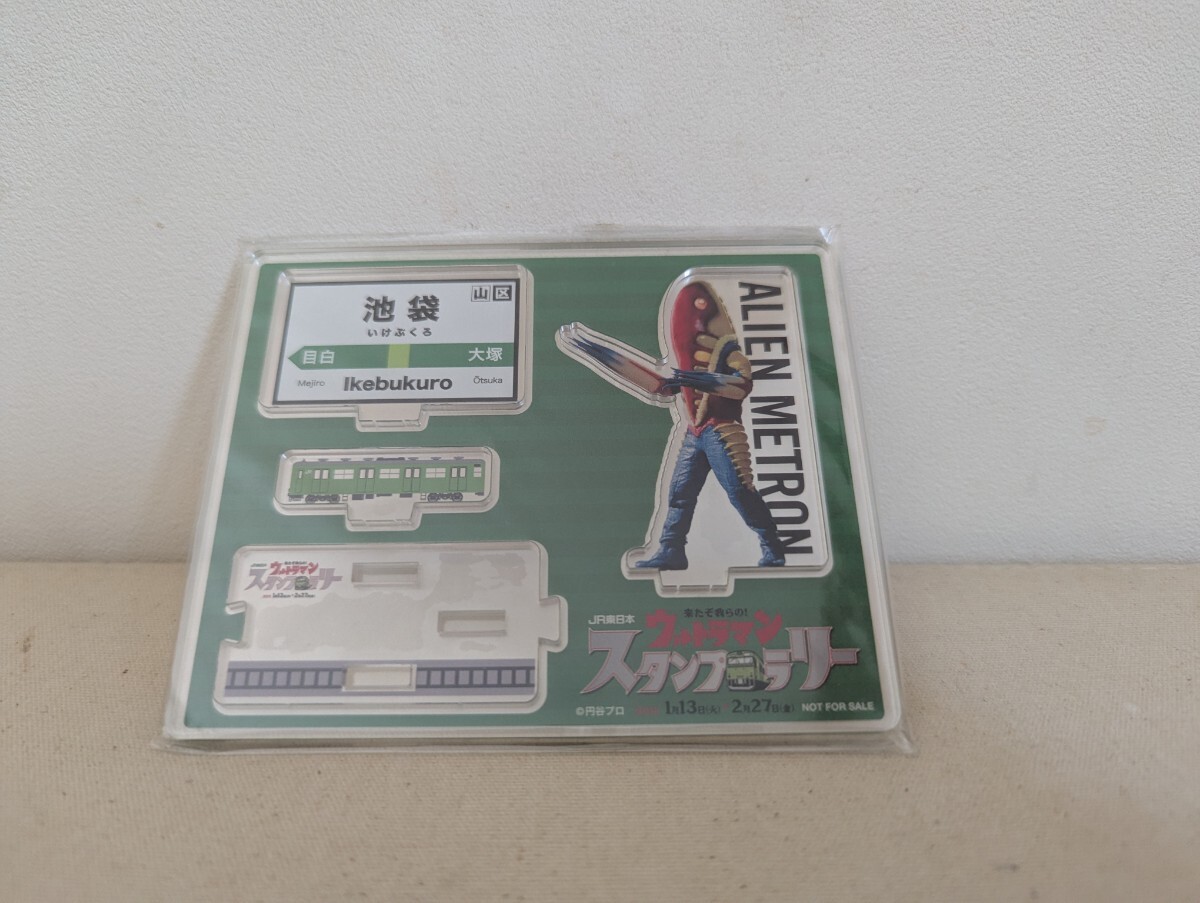 山 区
池袋
いけぶくろ
目白 大塚
Mejiro Ikebukuro Ōtsuka
ALIEN METRON
ウルトラマン
スタンプラリー
来たぞ我らの!
JR東日本 ウルトラマン
スタンプラリー
©円谷プロ 1月13日(火) 2月27日(金) NOT FOR SALE